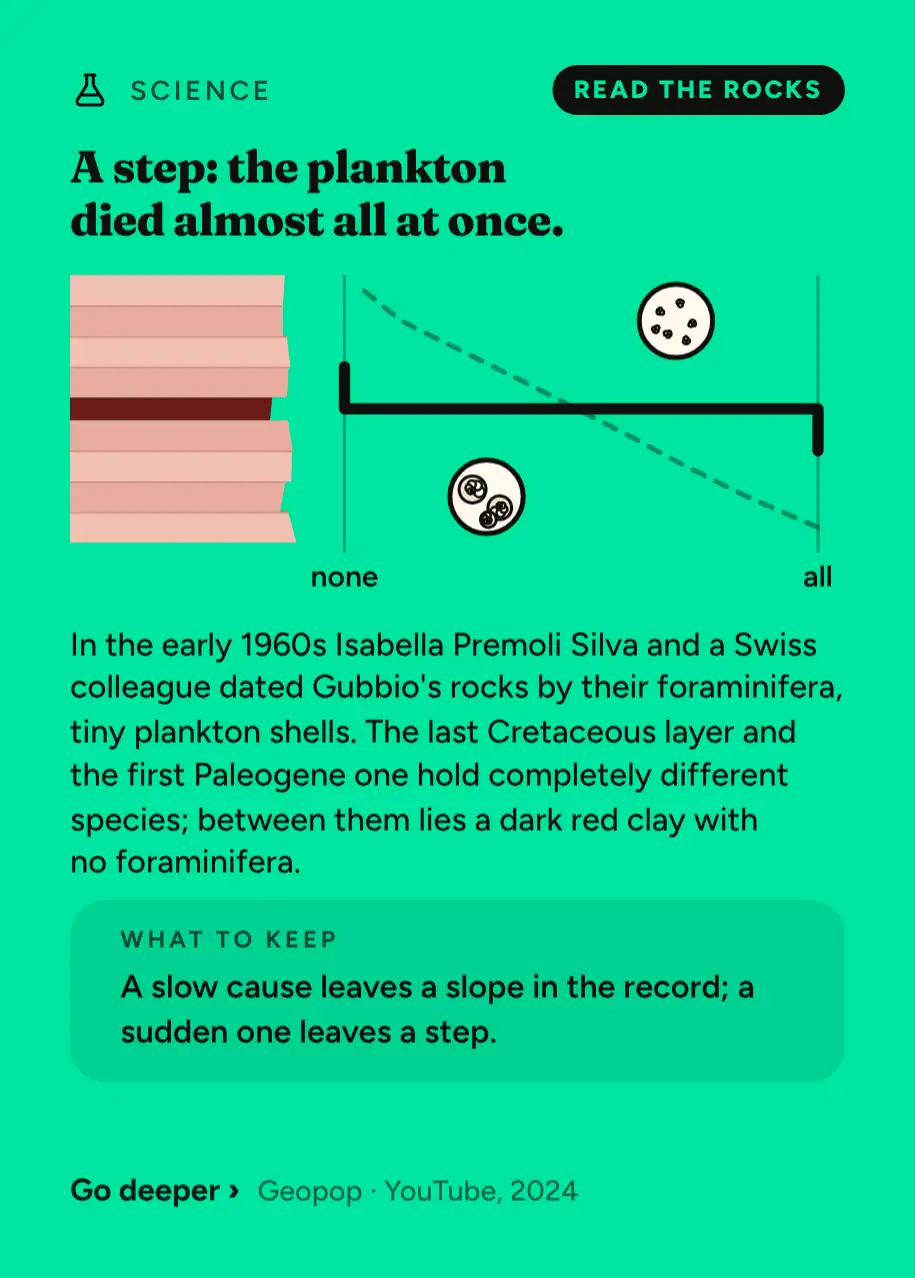 SCIENCE
READ THE ROCKS
A step: the plankton
died almost all at once.
none
all
In the early 1960s Isabella Premoli Silva and a Swiss
colleague dated Gubbio's rocks by their foraminifera,
tiny plankton shells. The last Cretaceous layer and
the first Paleogene one hold completely different
species; between them lies a dark red clay with
no foraminifera.
WHAT TO KEEP
A slow cause leaves a slope in the record; a
sudden one leaves a step.
Go deeper › Geopop · YouTube, 2024